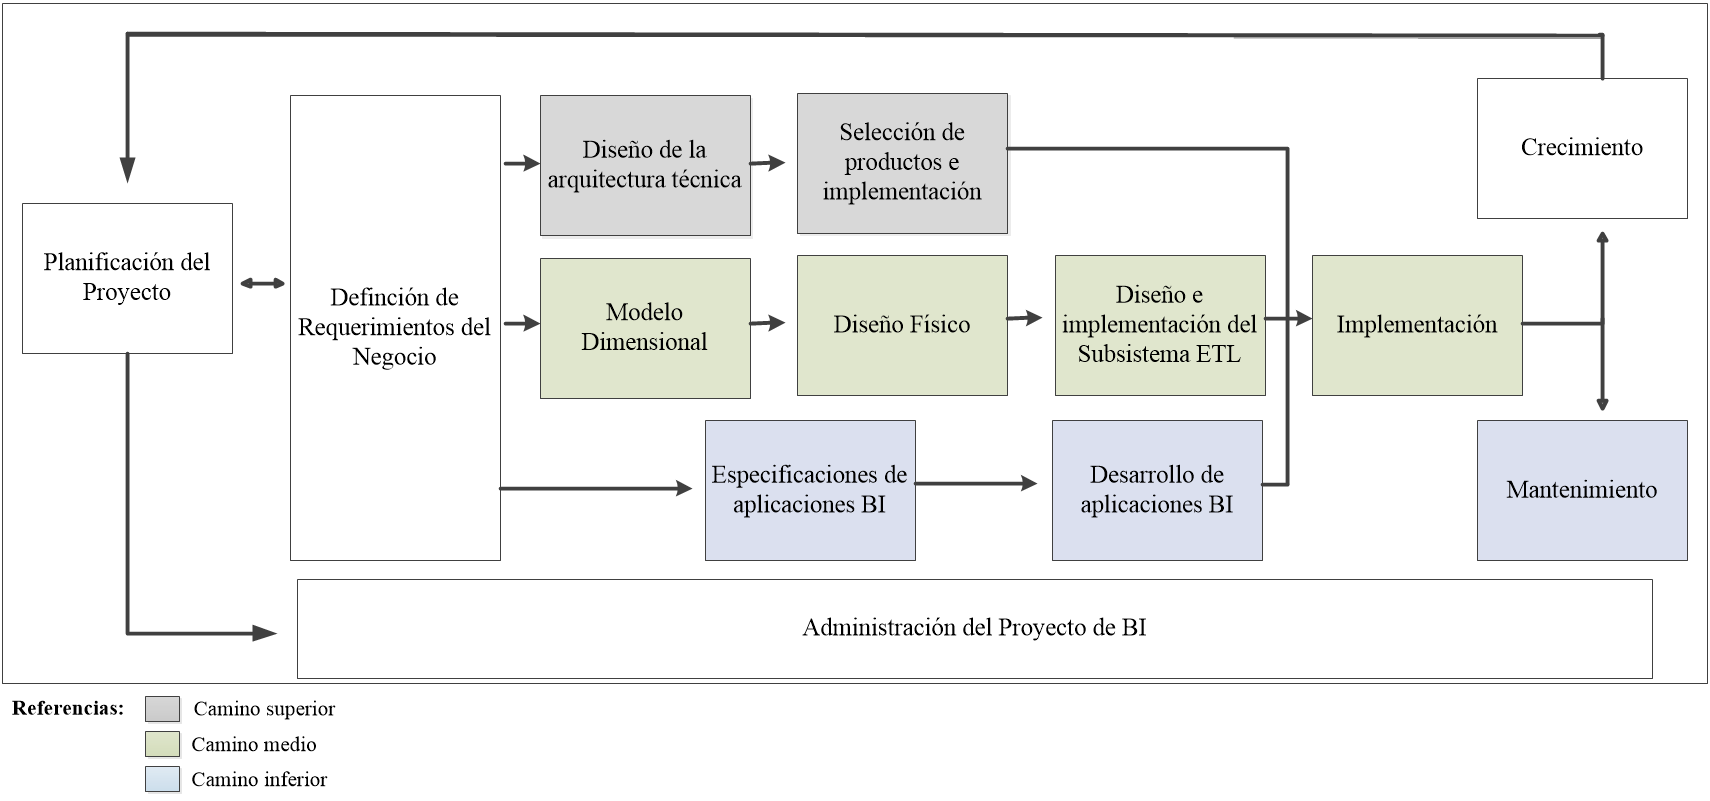 Planificación del
Proyecto
Definción de
Requerimientos del
Negocio
Diseño de la
arquitectura técnica
Selección de
productos e
implementación
Modelo
Dimensional
Diseño Físico
Diseño e
implementación del
Subsistema ETL
Implementación
Crecimiento
Especificaciones de
aplicaciones BI
Desarrollo de
aplicaciones BI
Mantenimiento
Administración del Proyecto de BI
Referencias:
Camino superior
Camino medio
Camino inferior